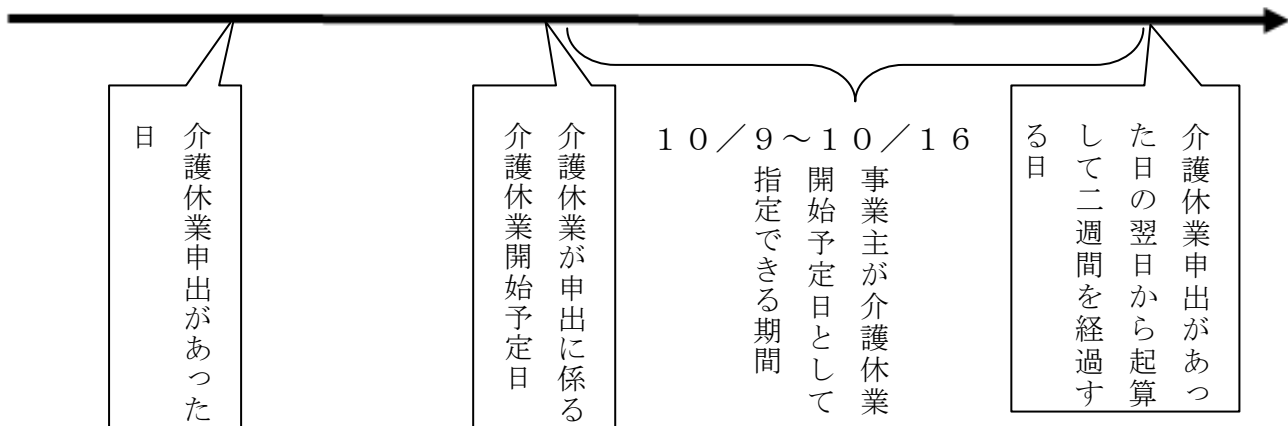 介護休業申出があった
日
介護休業が申出に係る
介護休業開始予定日
１０／９～１０／１６
事業主が介護休業
開始予定日として
指定できる期間
介護休業申出があっ
た日の翌日から起算
して二週間を経過す
る日